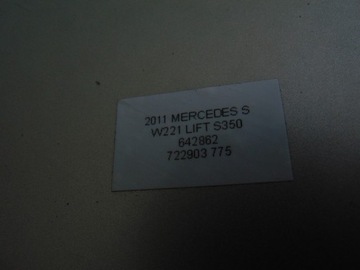 2011 MERCEDES S
W221 LIFT S350
642862
722903 775